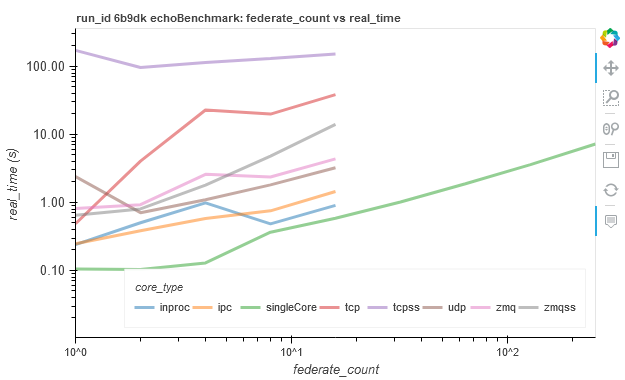 run_id 6b9dk echoBenchmark: federate_count vs real_time
100.00
10.00
1.00
0.10
real_time (s)
core_type
inproc ipc singleCore tcp tcpss udp zmq zmqss
10^0 10^1 10^2
federate_count